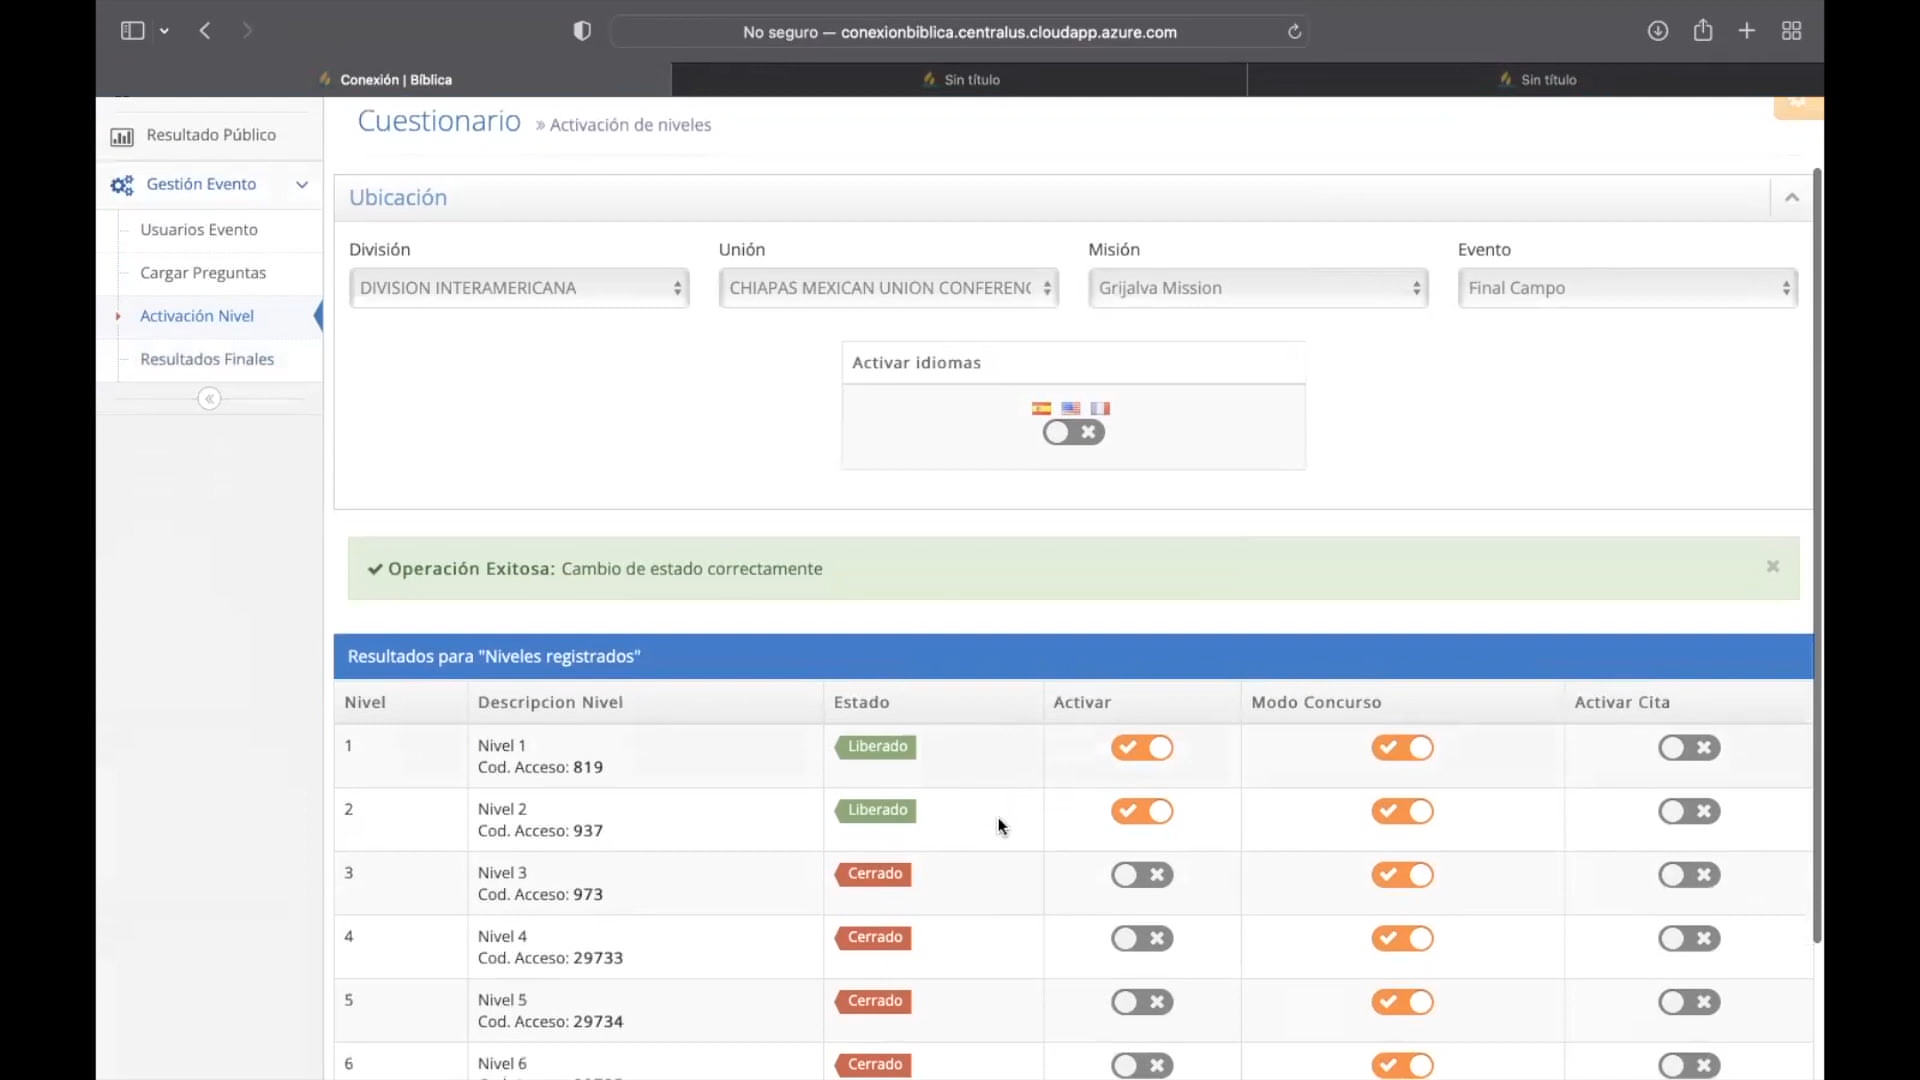 No seguro — conexionbiblica.centralus.cloudapp.azure.com
Conexión | Bíblica
Sin título
Sin título
Resultado Público
Gestión Evento
Usuarios Evento
Cargar Preguntas
Activación Nivel
Resultados Finales
Cuestionario » Activación de niveles
Ubicación
División Unión Misión Evento
DIVISION INTERAMERICANA CHIAPAS MEXICAN UNION CONFERENC Grijalva Mission Final Campo
Activar idiomas
Operación Exitosa: Cambio de estado correctamente
Resultados para "Niveles registrados"
Nivel Descripcion Nivel Estado Activar Modo Concurso Activar Cita
1 Nivel 1 Liberado
Cod. Acceso: 819
2 Nivel 2 Liberado
Cod. Acceso: 937
3 Nivel 3 Cerrado
Cod. Acceso: 973
4 Nivel 4 Cerrado
Cod. Acceso: 29733
5 Nivel 5 Cerrado
Cod. Acceso: 29734
6 Nivel 6 Cerrado